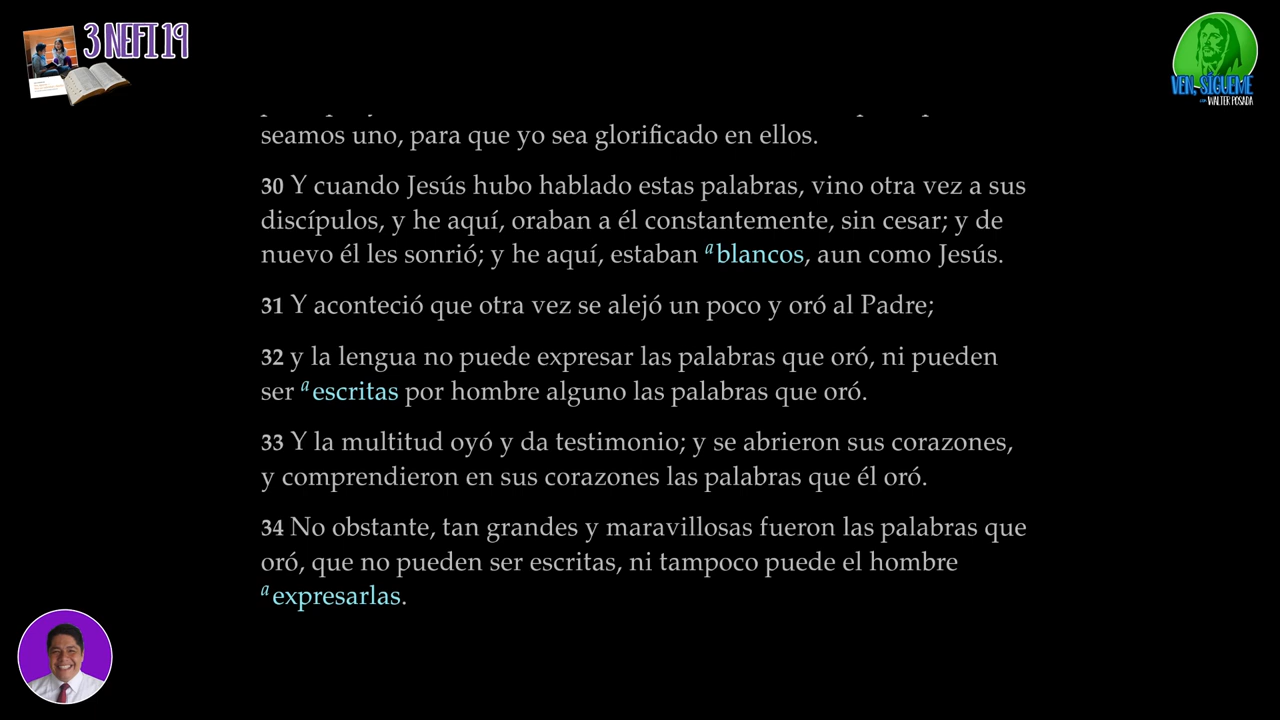 3 NEFI 19
VEN, SÍGUEME
CON WALTER POSADA
seamos uno, para que yo sea glorificado en ellos.
30 Y cuando Jesús hubo hablado estas palabras, vino otra vez a sus
discípulos, y he aquí, oraban a él constantemente, sin cesar; y de
nuevo él les sonrió; y he aquí, estaban a blancos, aun como Jesús.
31 Y aconteció que otra vez se alejó un poco y oró al Padre;
32 y la lengua no puede expresar las palabras que oró, ni pueden
ser a escritas por hombre alguno las palabras que oró.
33 Y la multitud oyó y da testimonio; y se abrieron sus corazones,
y comprendieron en sus corazones las palabras que él oró.
34 No obstante, tan grandes y maravillosas fueron las palabras que
oró, que no pueden ser escritas, ni tampoco puede el hombre
a expresarlas.